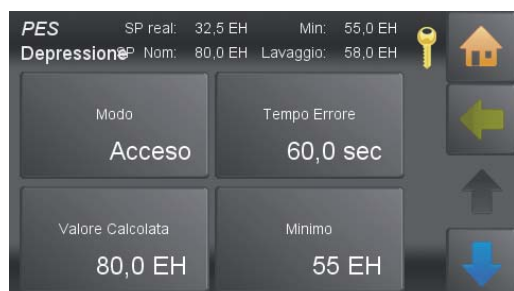 PES SP real: 32,5 EH Min: 55,0 EH
Depressione SP Nom: 80,0 EH Lavaggio: 58,0 EH
Modo Tempo Errore
Acceso 60,0 sec
Valore Calcolata Minimo
80,0 EH 55 EH